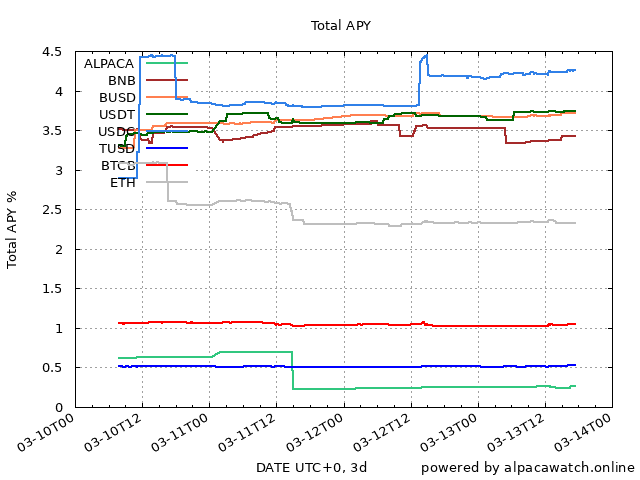 Total APY
4.5
4
3.5
3
2.5
2
1.5
1
0.5
0
Total APY %
ALPACA
BNB
BUSD
USDT
USDC
TUSD
BTCB
ETH
03-10T00
03-10T12
03-11T00
03-11T12
03-12T00
03-12T12
03-13T00
03-13T12
03-14T00
DATE UTC+0, 3d
powered by alpacawatch.online